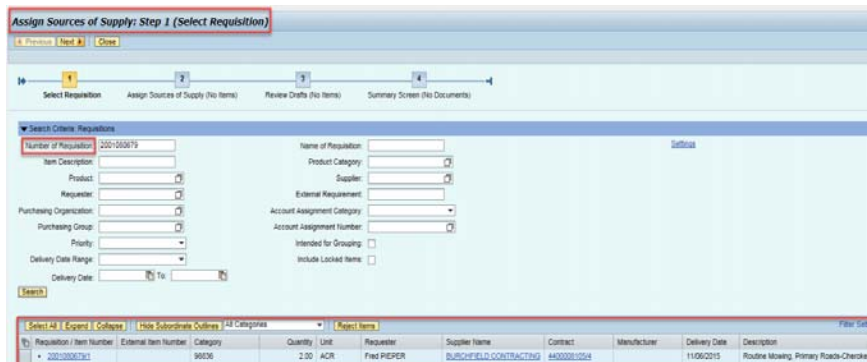 Assign Sources of Supply: Step 1 (Select Requisition)
Previous Next Close
1 2 3 4
Select Requisition Assign Sources of Supply (No Items) Review Drafts (No Items) Summary Screen (No Documents)
Search Criteria: Requisitions
Number of Requisition: 2001080679 Name of Requisition: Settings
Item Description: Product Category:
Product: Supplier:
Requester: External Requirement:
Purchasing Organization: Account Assignment Category:
Purchasing Group: Account Assignment Number:
Priority: Intended for Grouping:
Delivery Date Range: Include Locked Items:
Delivery Date: To:
Search
Select All Expand Collapse Hide Subordinate Outlines All Categories Reject Items Filter Set
Requisition / Item Number External Item Number Category Quantity Unit Requester Supplier Name Contract Manufacturer Delivery Date Description
2001080679/1 98836 2.00 ACR Fred PIEPER BURCHFIELD CONTRACTING 4400008105/4 11/06/2015 Routine Mowing, Primary Roads-Cherokee